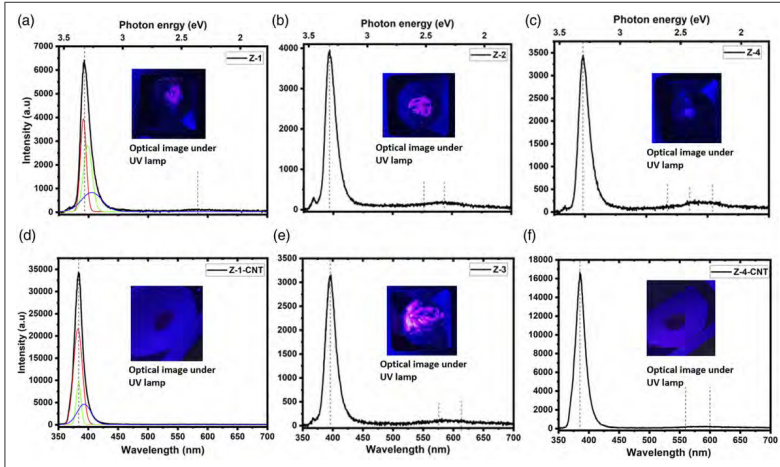 (a)
Photon energy (eV)
3.5 3 2.5 2
7000
6000
5000
4000
3000
2000
1000
0
Intensity (a.u)
Z-1
Optical image under
UV lamp
(b)
Photon energy (eV)
3.5 3 2.5 2
4000
3000
2000
1000
0
Z-2
Optical image under
UV lamp
(c)
Photon energy (eV)
3.5 3 2.5 2
3500
3000
2500
2000
1500
1000
500
0
Z-4
Optical image under
UV lamp
(d)
35000
30000
25000
20000
15000
10000
5000
0
Intensity (a.u)
Z-1-CNT
Optical image under
UV lamp
350 400 450 500 550 600 650 700
Wavelength (nm)
(e)
3500
3000
2500
2000
1500
1000
500
0
Z-3
Optical image under
UV lamp
350 400 450 500 550 600 650 700
Wavelength (nm)
(f)
18000
16000
14000
12000
10000
8000
6000
4000
2000
0
Z-4-CNT
Optical image under
UV lamp
350 400 450 500 550 600 650 700
Wavelength (nm)